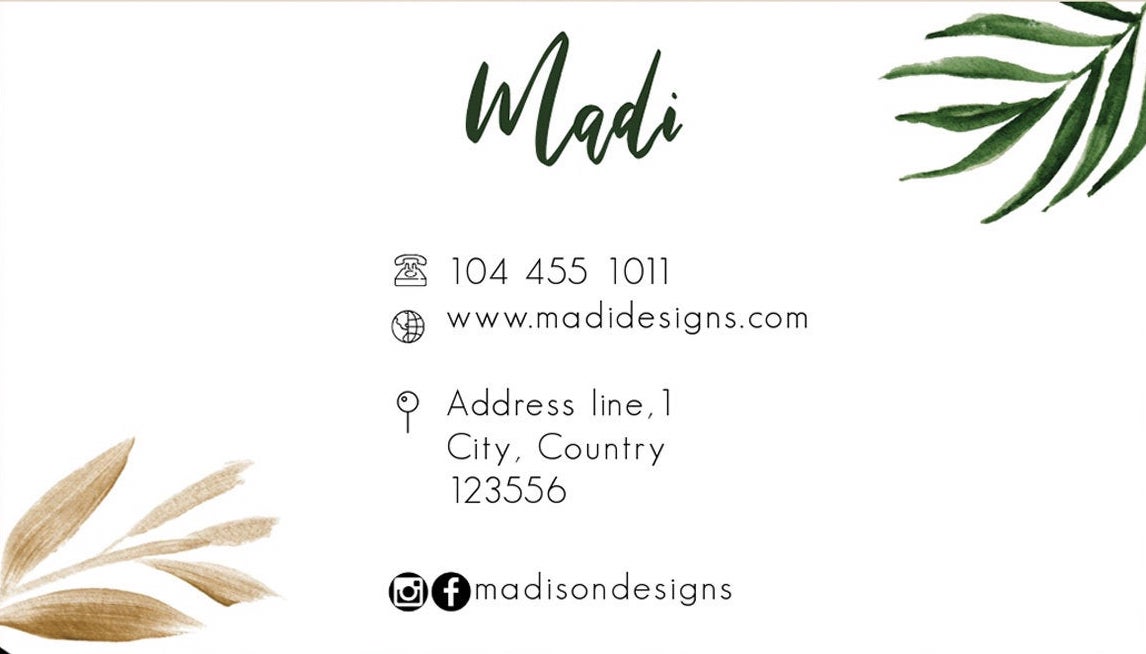 Madi
104 455 1011
www.madidesigns.com
Address line,1
City, Country
123556
madisondesigns